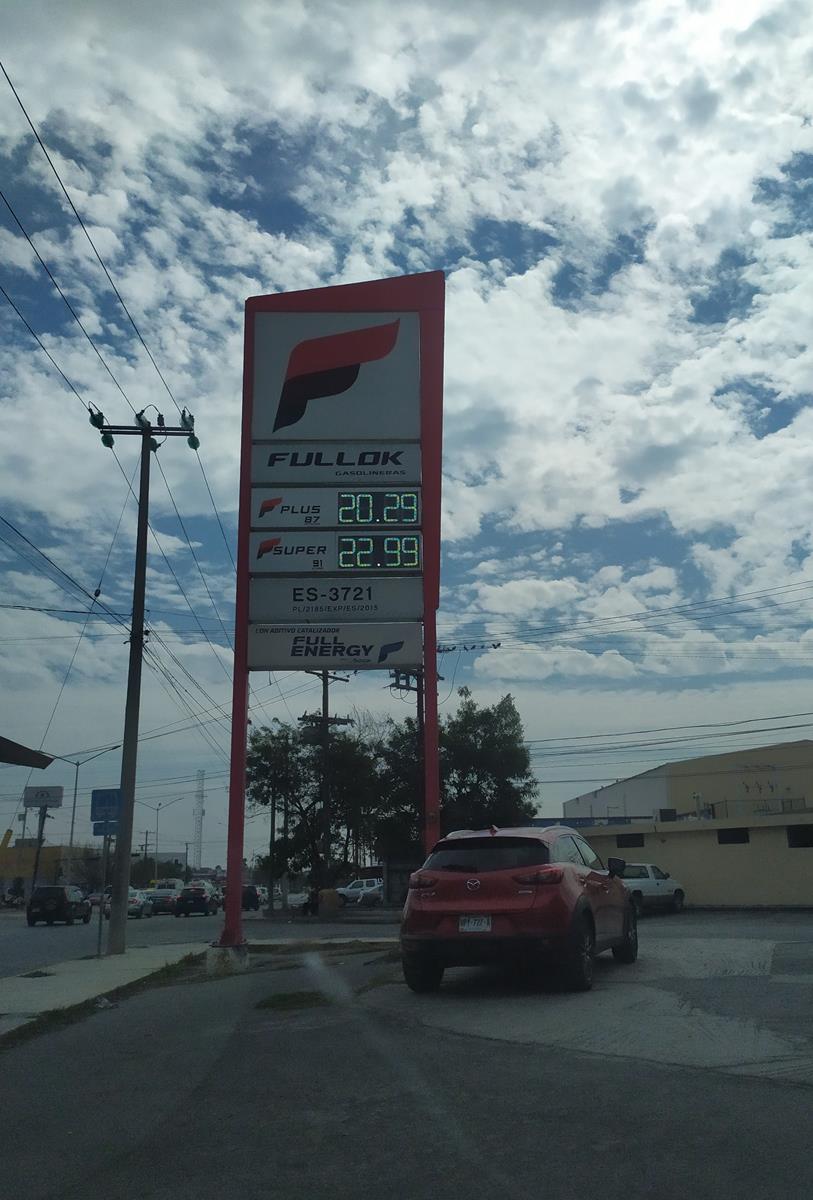 FULLOK
GASOLINERAS
PLUS 20.29
87
SUPER 22.99
91
ES-3721
PL/2185/EXP/ES/2015
CON ADITIVO CATALIZADOR
FULL
ENERGY